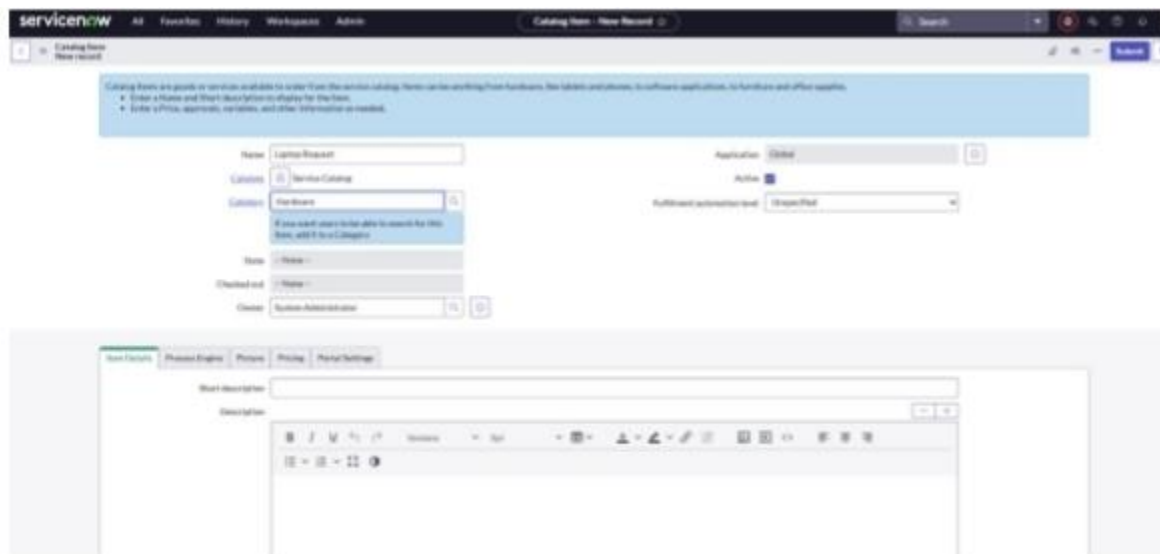 servicenow All Favorites History Workspaces Admin
Catalog Item - New Record
Search
Catalog Item
New record
Submit
Catalog Items are goods or services available to order from the service catalog. Items can be anything from hardware, like tablets and phones, to software applications, to furniture and office supplies.
• Enter a Name and Short description to display for the item.
• Enter a Price, approvals, variables, and other information as needed.
Name Laptop Request
Application Global
Catalogs Service Catalog
Active
Category Hardware
Fulfillment automation level Unspecified
If you want users to be able to search for this
item, add it to a Category
State -- None --
Checked out -- None --
Owner System Administrator
Item Details Process Engine Picture Pricing Portal Settings
Short description
Description
B I U Verdana 8pt